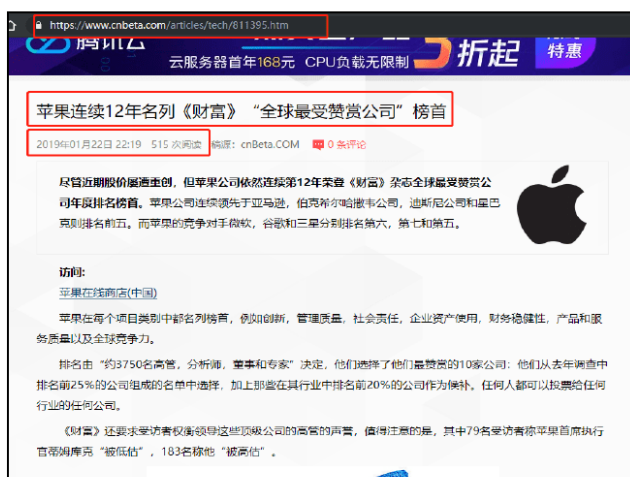 https://www.cnbeta.com/articles/tech/811395.htm
腾讯云
云服务器首年168元 CPU负载无限制
折起
特惠
苹果连续12年名列《财富》“全球最受赞赏公司”榜首
2019年01月22日 22:19 515 次阅读 稿源：cnBeta.COM 0 条评论
尽管近期股价屡遭重创，但苹果公司依然连续第12年荣登《财富》杂志全球最受赞赏公
司年度排名榜首。苹果公司连续领先于亚马逊，伯克希尔哈撒韦公司，迪斯尼公司和星巴
克则排名前五。而苹果的竞争对手微软，谷歌和三星分别排名第六，第七和第五。
访问:
苹果在线商店(中国)
苹果在每个项目类别中都名列榜首，例如创新，管理质量，社会责任，企业资产使用，财务稳健性，产品和服
务质量以及全球竞争力。
排名由“约3750名高管，分析师，董事和专家”决定，他们选择了他们最赞赏的10家公司：他们从去年调查中
排名前25%的公司组成的名单中选择，加上那些在其行业中排名前20%的公司作为候补。任何人都可以投票给任何
行业的任何公司。
《财富》还要求受访者权衡领导这些顶级公司的高管的声誉，值得注意的是，其中79名受访者称苹果首席执行
官蒂姆库克“被低估”，183名称他“被高估”。